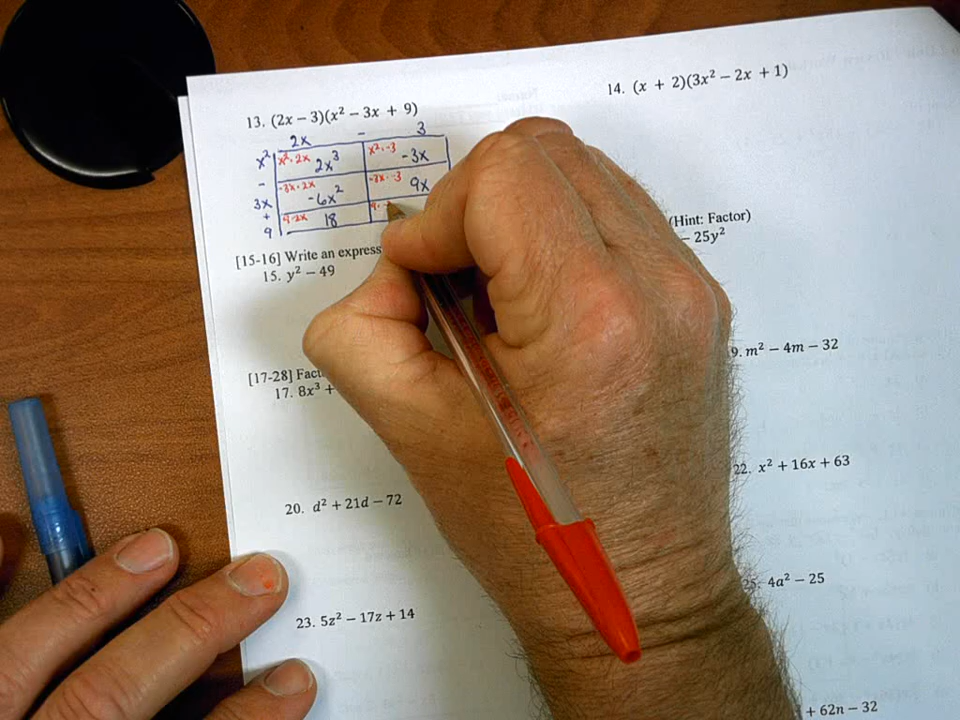 13. (2x − 3)(x² − 3x + 9)
14. (x + 2)(3x² − 2x + 1)
2x − 3
x² x²·2x 2x³ x²·-3 -3x
−
3x -3x·2x -6x² -3x·-3 9x
+
9 9·2x 18 9·
[15-16] Write an express
(Hint: Factor)
15. y² − 49
− 25y²
[17-28] Fact
9. m² − 4m − 32
17. 8x³ +
20. d² + 21d − 72
22. x² + 16x + 63
23. 5z² − 17z + 14
25. 4a² − 25
+ 62n − 32